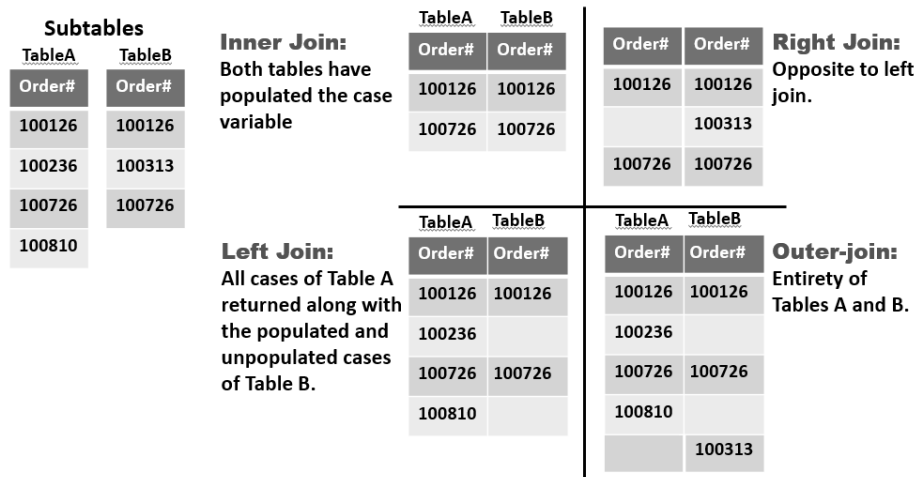 Subtables
TableA TableB
Order# Order#
100126 100126
100236 100313
100726 100726
100810
Inner Join:
Both tables have
populated the case
variable
TableA TableB
Order# Order#
100126 100126
100726 100726
Order# Order#
100126 100126
100313
100726 100726
Right Join:
Opposite to left
join.
Left Join:
All cases of Table A
returned along with
the populated and
unpopulated cases
of Table B.
TableA TableB
Order# Order#
100126 100126
100236
100726 100726
100810
TableA TableB
Order# Order#
100126 100126
100236
100726 100726
100810
100313
Outer-join:
Entirety of
Tables A and B.